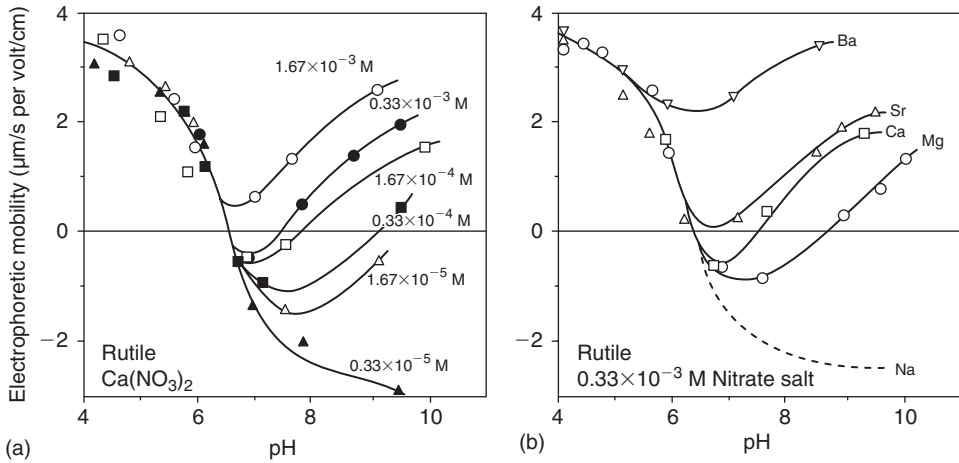 Electrophoretic mobility (μm/s per volt/cm)
4
2
0
−2
1.67×10⁻³ M
0.33×10⁻³ M
1.67×10⁻⁴ M
0.33×10⁻⁴ M
1.67×10⁻⁵ M
0.33×10⁻⁵ M
Rutile
Ca(NO₃)₂
4
6
8
10
pH
(a)
4
2
0
−2
Ba
Sr
Ca
Mg
Na
Rutile
0.33×10⁻³ M Nitrate salt
4
6
8
10
pH
(b)